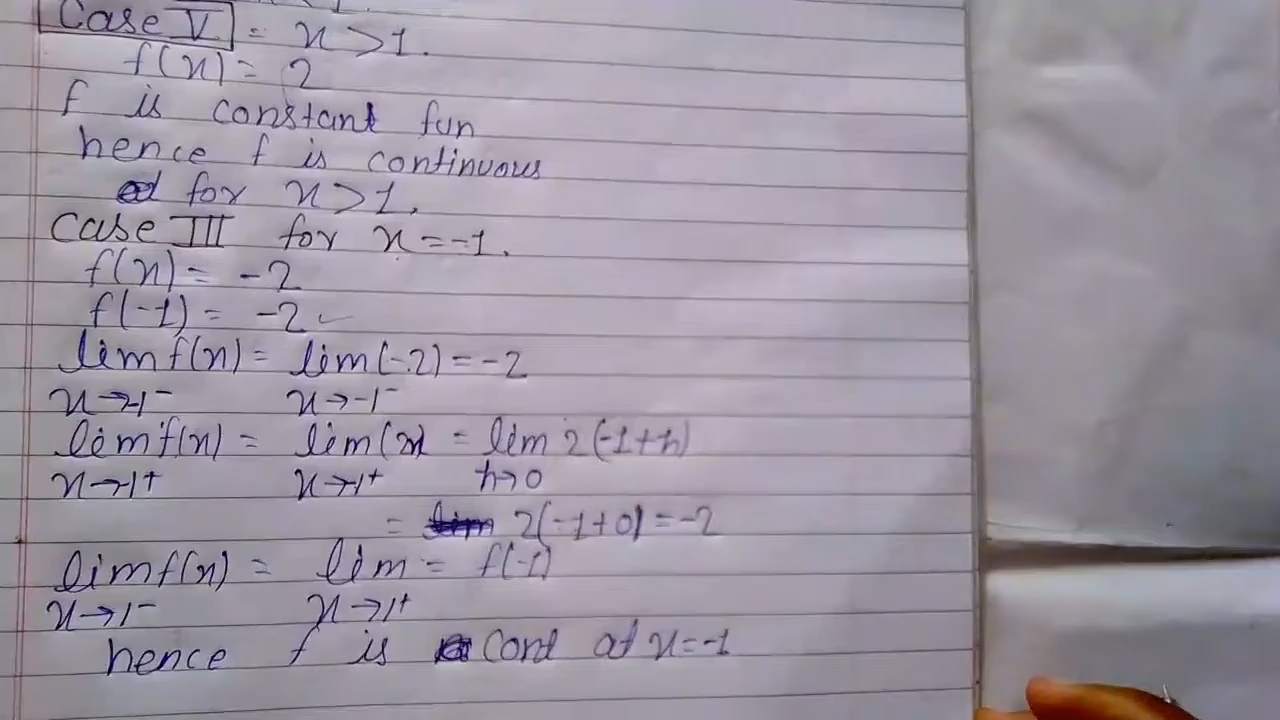 Case V = x > 1.
f(x) = 2
f is constant fun
hence f is continuous
for x > 1.
Case III for x = -1.
f(x) = -2
f(-1) = -2 ✓
lim f(x) = lim (-2) = -2
x→-1⁻ x→-1⁻
lim f(x) = lim (2x) = lim 2(-1+h)
x→-1⁺ x→-1⁺ h→0
= 2(-1+0) = -2
lim f(x) = lim = f(-1)
x→1⁻ x→1⁺
hence f is cont at x = -1